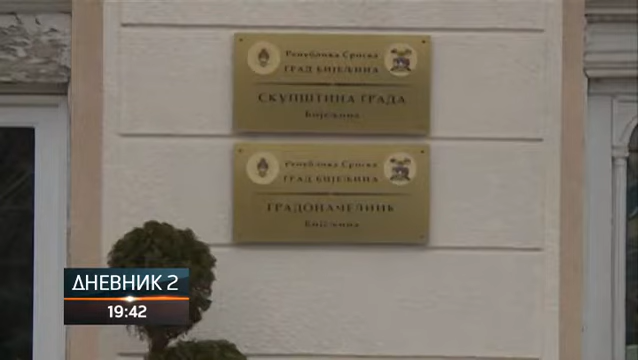 Република Српска
ГРАД БИЈЕЉИНА
СКУПШТИНА ГРАДА
Бијељина
Република Српска
ГРАД БИЈЕЉИНА
ГРАДОНАЧЕЛНИК
Бијељина
ДНЕВНИК 2
19:42